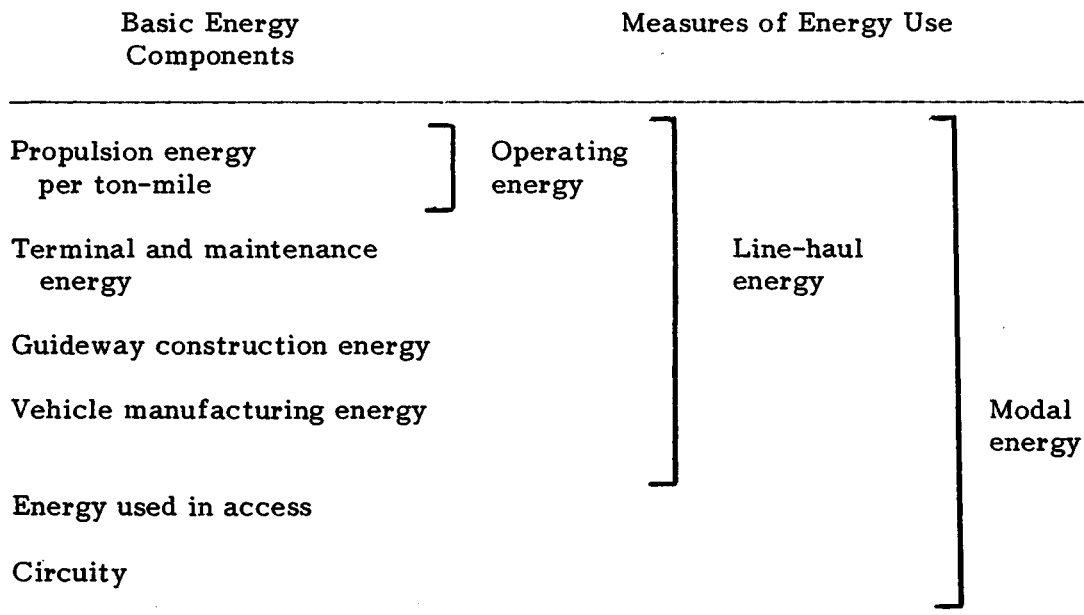 Basic Energy
Components
Measures of Energy Use
Propulsion energy
per ton-mile
Operating
energy
Terminal and maintenance
energy
Line-haul
energy
Guideway construction energy
Vehicle manufacturing energy
Modal
energy
Energy used in access
Circuity